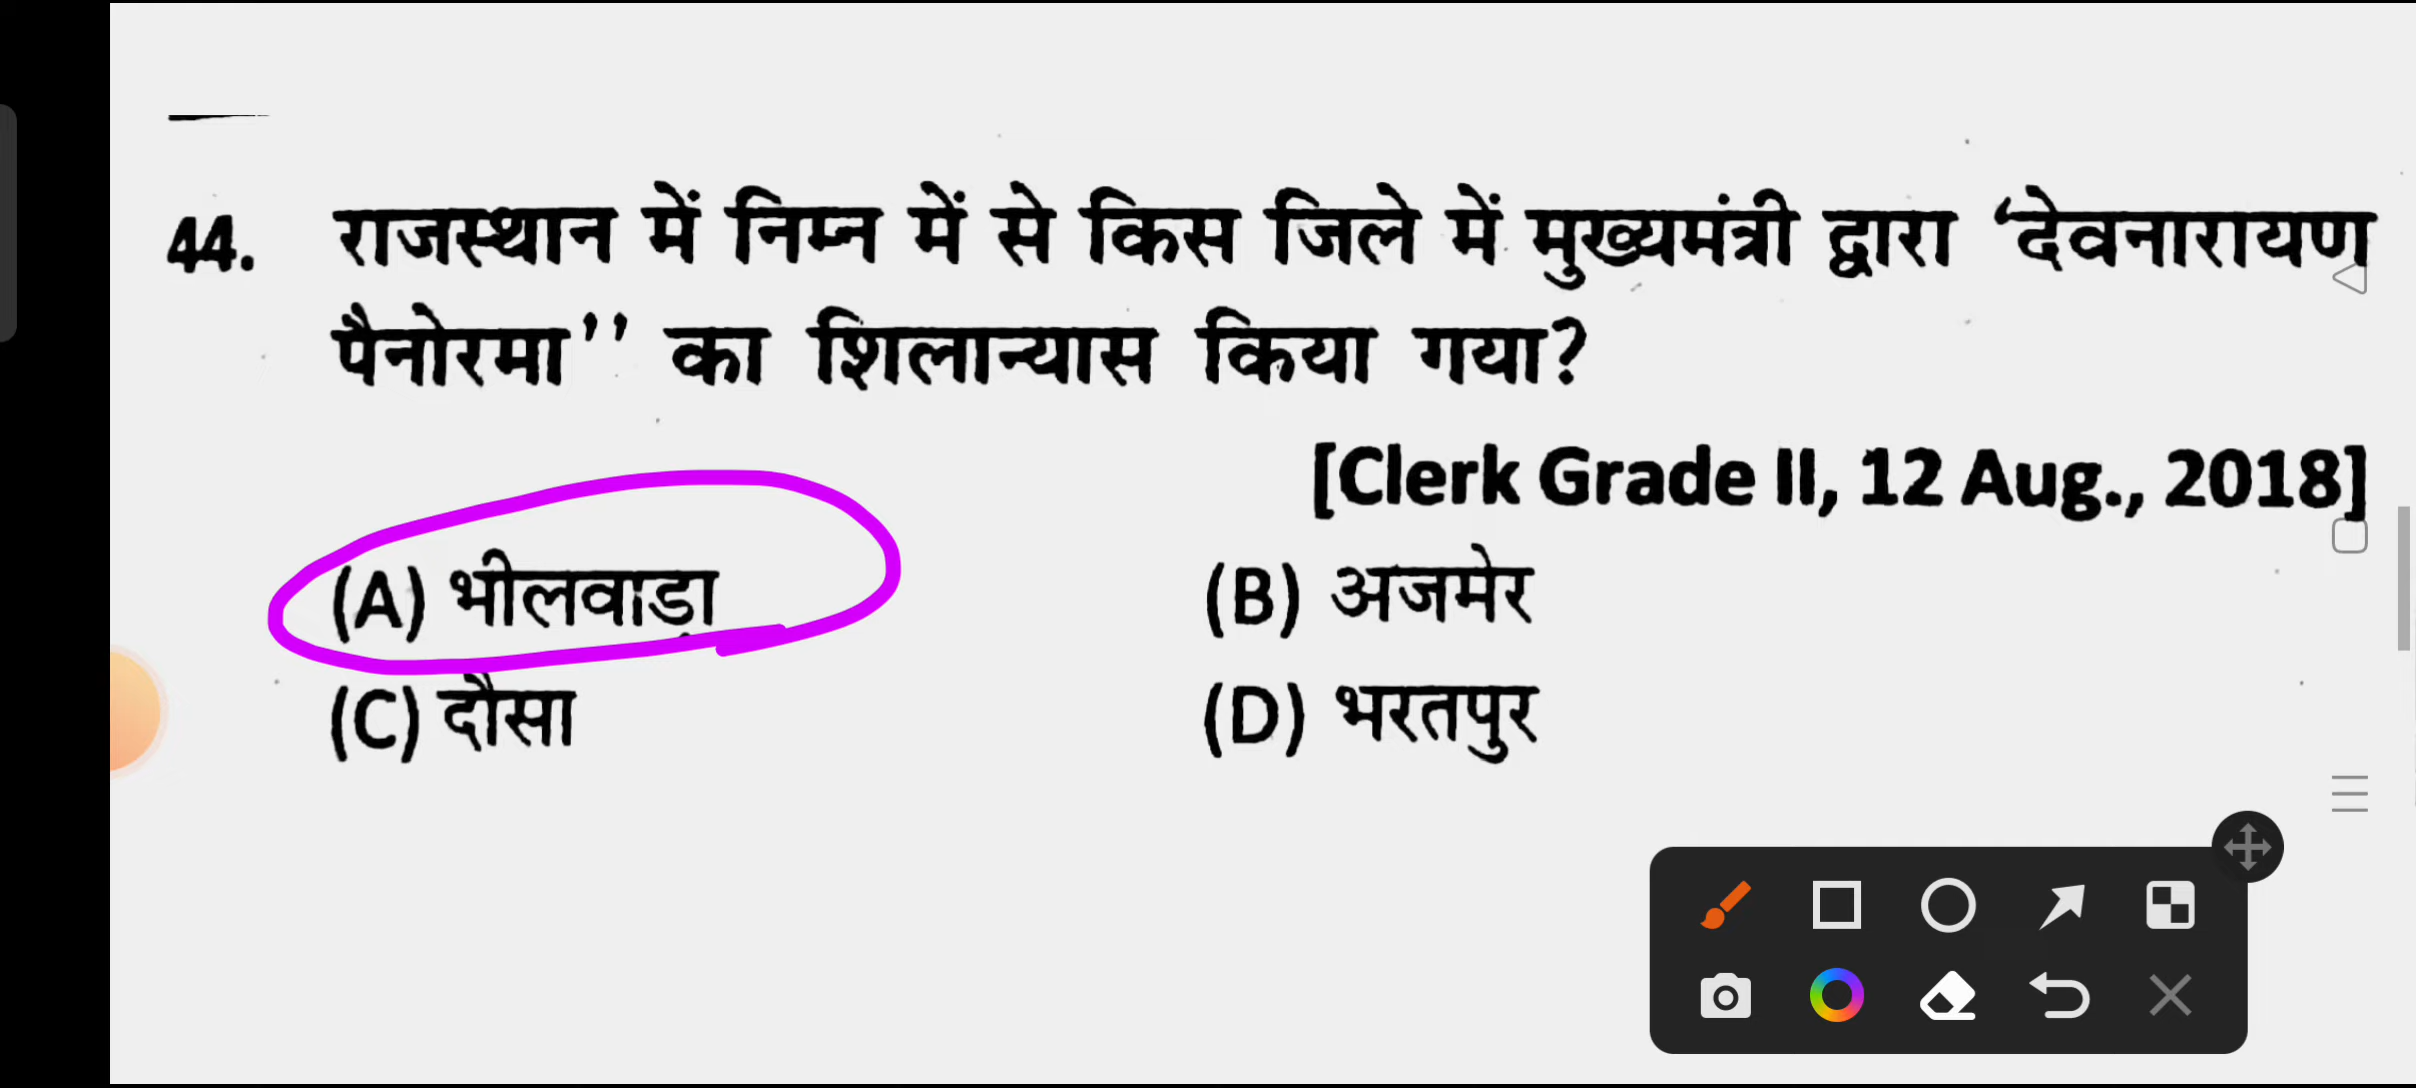 44. राजस्थान में निम्न में से किस जिले में मुख्यमंत्री द्वारा ‘देवनारायण
पैनोरमा’’ का शिलान्यास किया गया?
[Clerk Grade II, 12 Aug., 2018]
(A) भीलवाड़ा (B) अजमेर
(C) दौसा (D) भरतपुर